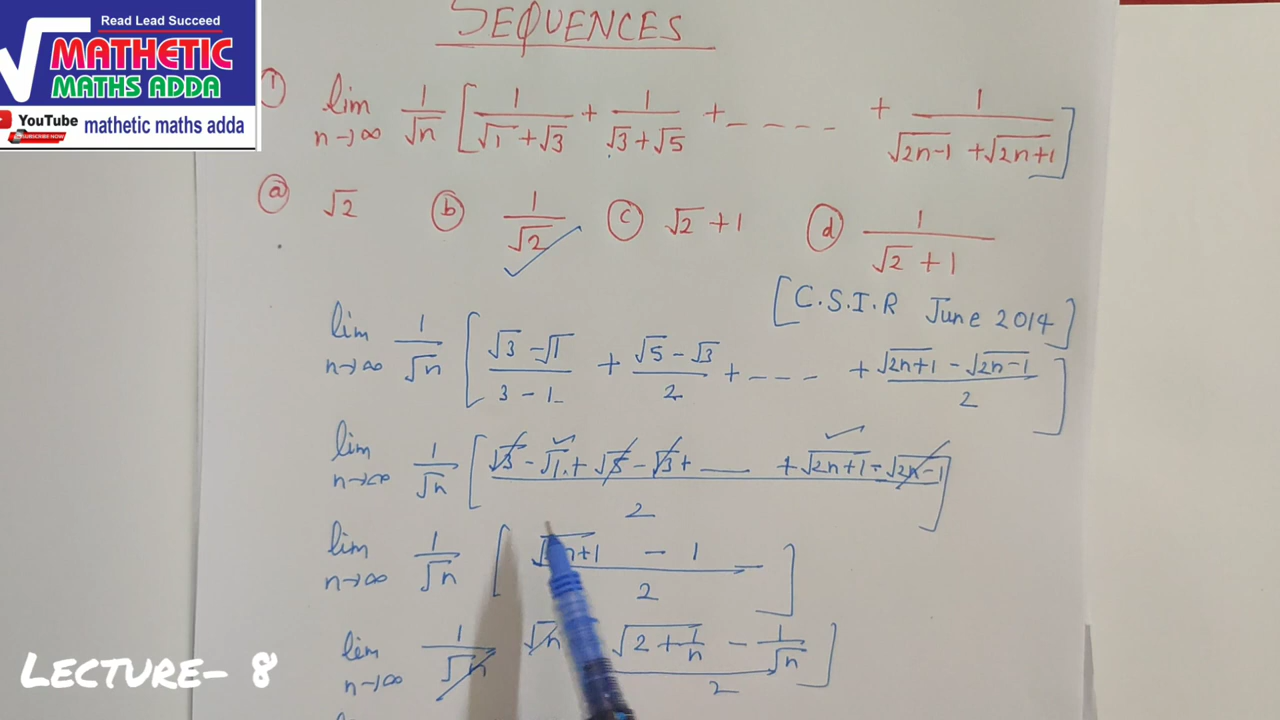 Read Lead Succeed
MATHETIC
MATHS ADDA
YouTube
SUBSCRIBE NOW
mathetic maths adda
SEQUENCES
① lim n→∞ 1/√n [ 1/(√1 + √3) + 1/(√3 + √5) + - - - - + 1/(√2n-1 + √2n+1) ]
ⓐ √2 ⓑ 1/√2 ✓ ⓒ √2 + 1 ⓓ 1/(√2 + 1)
[C.S.I.R June 2014]
lim n→∞ 1/√n [ (√3 - √1)/(3 - 1) + (√5 - √3)/2 + - - - + (√2n+1 - √2n-1)/2 ]
lim n→∞ 1/√n [ (√3 - √1 + √5 - √3 + ___ + √2n+1 - √2n-1)/2 ]
lim n→∞ 1/√n [ (√2n+1 - 1)/2 ]
lim n→∞ 1/√n √n (√2 + 1/n - 1/√n)/2 ]
LECTURE- 8